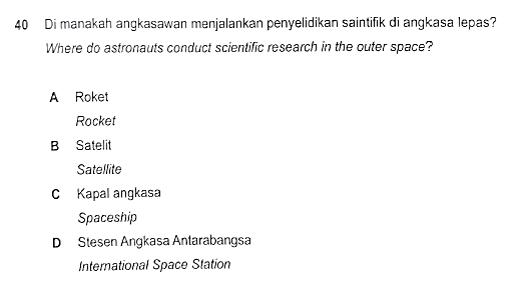 40 Di manakah angkasawan menjalankan penyelidikan saintifik di angkasa lepas?
Where do astronauts conduct scientific research in the outer space?
A Roket
Rocket
B Satelit
Satellite
C Kapal angkasa
Spaceship
D Stesen Angkasa Antarabangsa
International Space Station